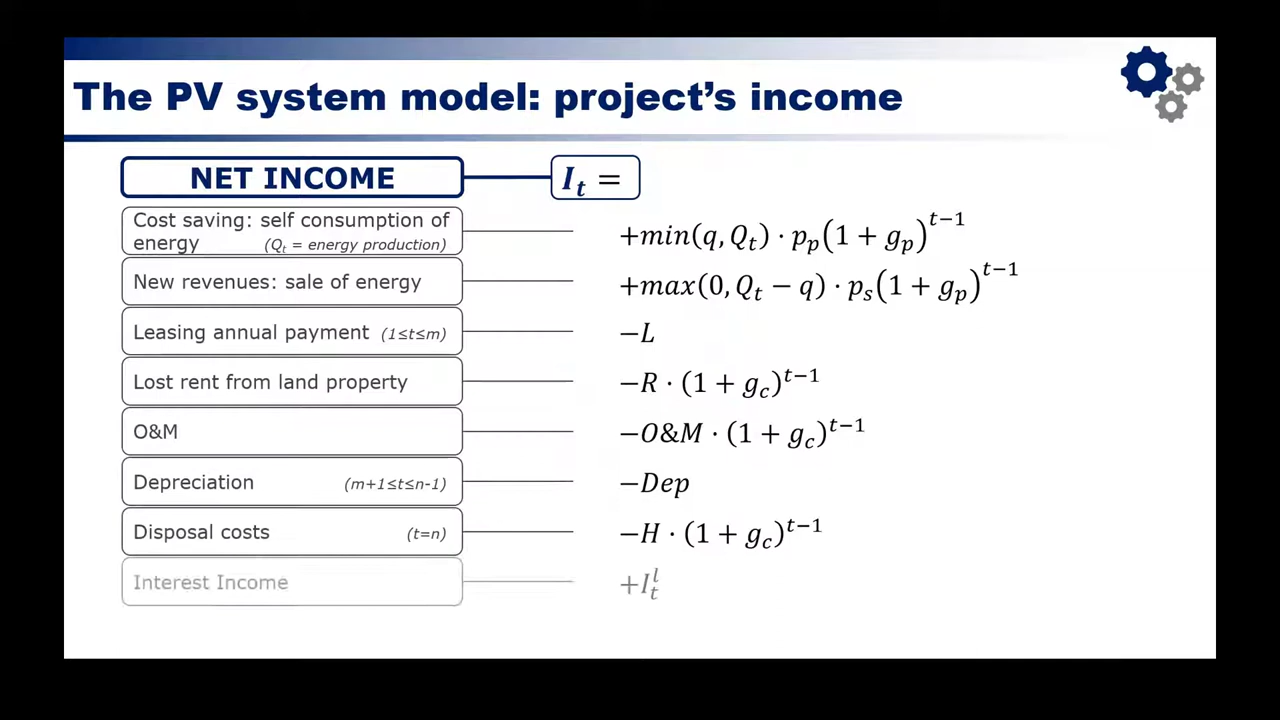 The PV system model: project's income
NET INCOME
I_t =
Cost saving: self consumption of
energy (Q_t = energy production)
+min(q, Q_t) · p_p(1 + g_p)^{t−1}
New revenues: sale of energy
+max(0, Q_t − q) · p_s(1 + g_p)^{t−1}
Leasing annual payment (1≤t≤m)
−L
Lost rent from land property
−R · (1 + g_c)^{t−1}
O&M
−O&M · (1 + g_c)^{t−1}
Depreciation (m+1≤t≤n-1)
−Dep
Disposal costs (t=n)
−H · (1 + g_c)^{t−1}
Interest Income
+I_t^l